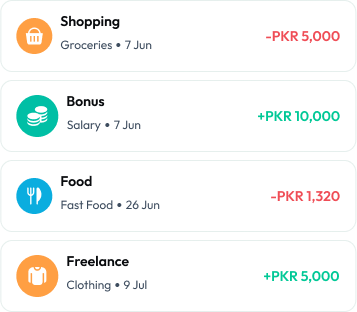 Shopping
Groceries • 7 Jun
-PKR 5,000
Bonus
Salary • 7 Jun
+PKR 10,000
Food
Fast Food • 26 Jun
-PKR 1,320
Freelance
Clothing • 9 Jul
+PKR 5,000